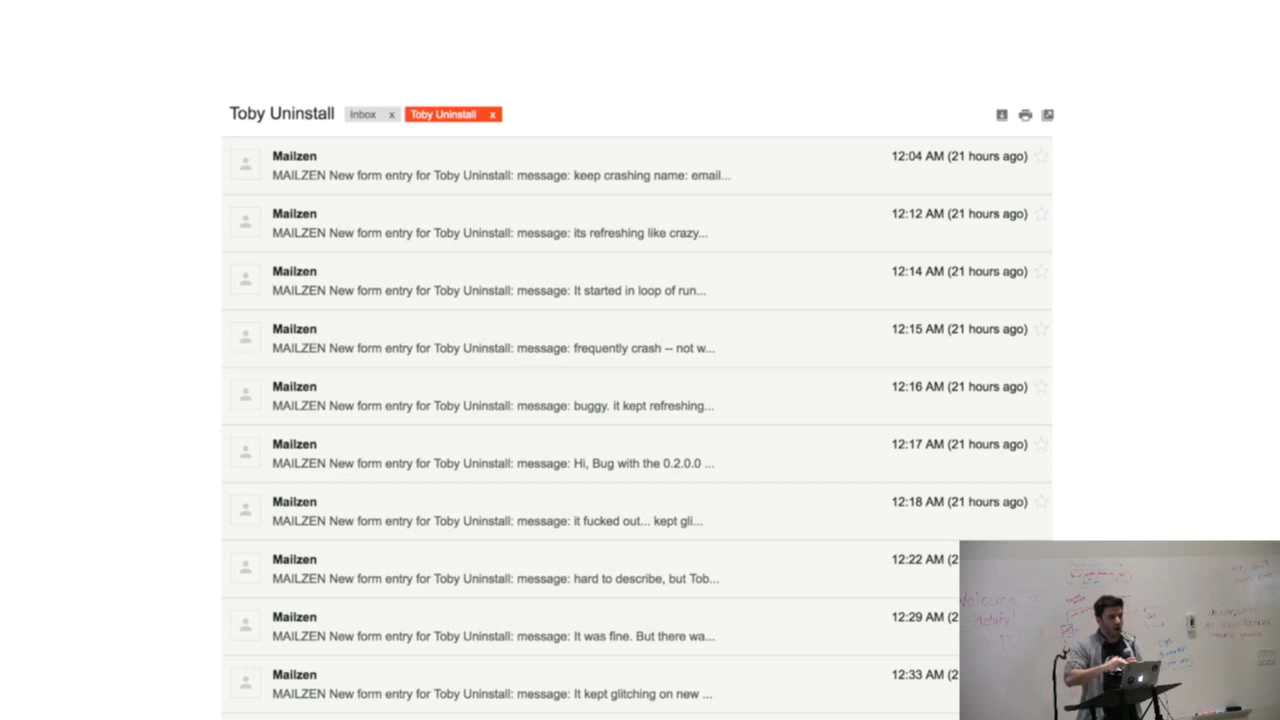 Toby Uninstall Inbox x Toby Uninstall x
Mailzen 12:04 AM (21 hours ago)
MAILZEN New form entry for Toby Uninstall: message: keep crashing name: email...
Mailzen 12:12 AM (21 hours ago)
MAILZEN New form entry for Toby Uninstall: message: its refreshing like crazy...
Mailzen 12:14 AM (21 hours ago)
MAILZEN New form entry for Toby Uninstall: message: It started in loop of run...
Mailzen 12:15 AM (21 hours ago)
MAILZEN New form entry for Toby Uninstall: message: frequently crash -- not w...
Mailzen 12:16 AM (21 hours ago)
MAILZEN New form entry for Toby Uninstall: message: buggy. it kept refreshing...
Mailzen 12:17 AM (21 hours ago)
MAILZEN New form entry for Toby Uninstall: message: Hi, Bug with the 0.2.0.0 ...
Mailzen 12:18 AM (21 hours ago)
MAILZEN New form entry for Toby Uninstall: message: it fucked out... kept gli...
Mailzen 12:22 AM (2
MAILZEN New form entry for Toby Uninstall: message: hard to describe, but Tob...
Mailzen 12:29 AM (2
MAILZEN New form entry for Toby Uninstall: message: It was fine. But there wa...
Mailzen 12:33 AM (2
MAILZEN New form entry for Toby Uninstall: message: It kept glitching on new ...